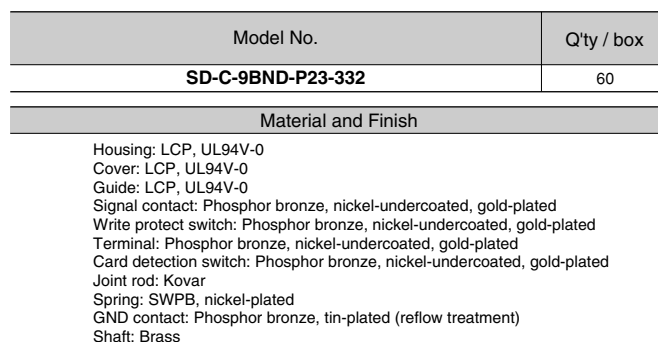 Model No. Q'ty / box
SD-C-9BND-P23-332 60
Material and Finish
Housing: LCP, UL94V-0
Cover: LCP, UL94V-0
Guide: LCP, UL94V-0
Signal contact: Phosphor bronze, nickel-undercoated, gold-plated
Write protect switch: Phosphor bronze, nickel-undercoated, gold-plated
Terminal: Phosphor bronze, nickel-undercoated, gold-plated
Card detection switch: Phosphor bronze, nickel-undercoated, gold-plated
Joint rod: Kovar
Spring: SWPB, nickel-plated
GND contact: Phosphor bronze, tin-plated (reflow treatment)
Shaft: Brass